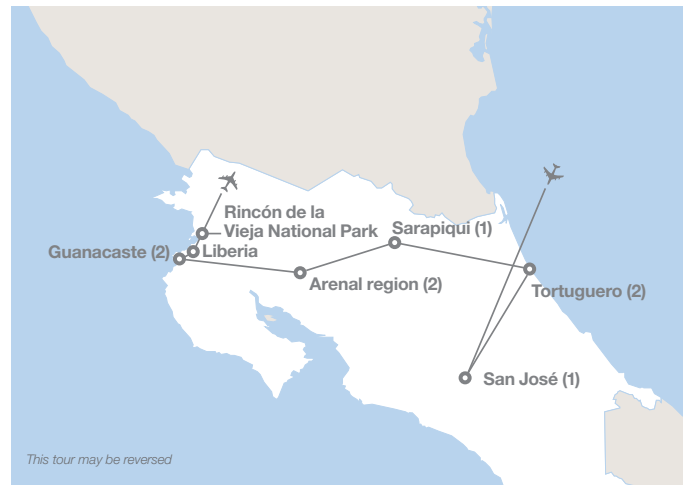 Rincón de la
Vieja National Park
Sarapiqui (1)
Guanacaste (2)
Liberia
Arenal region (2)
Tortuguero (2)
San José (1)
This tour may be reversed